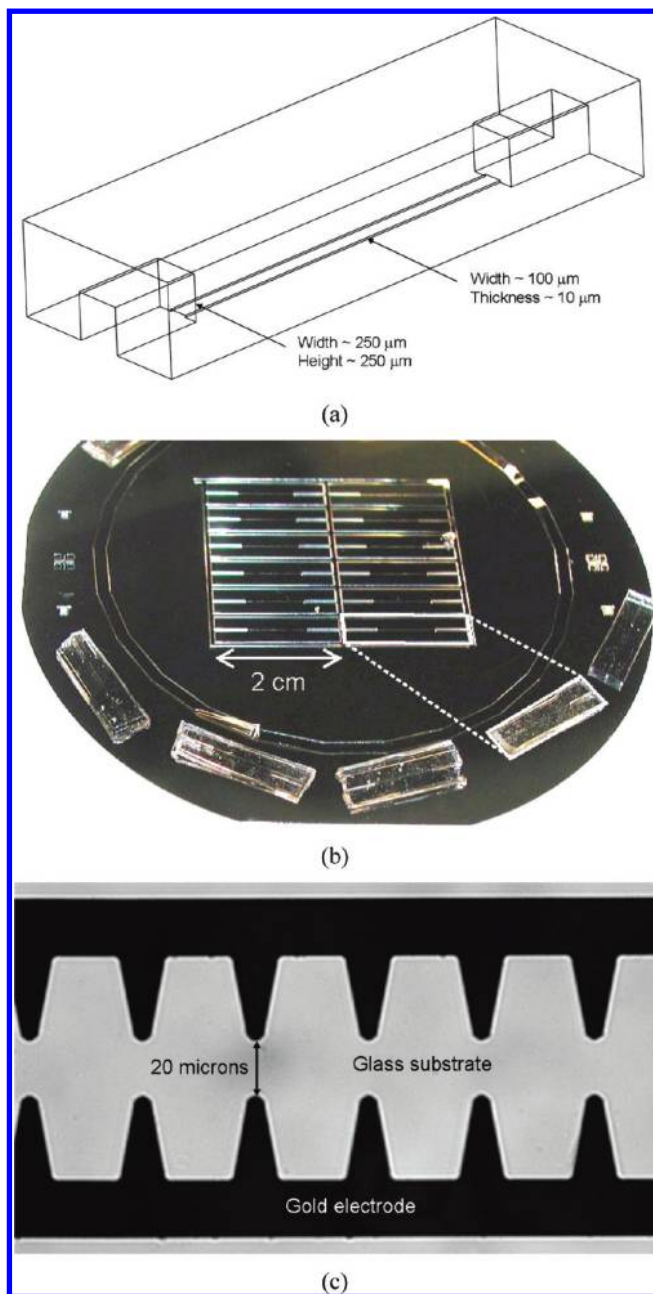 Width ~ 100 μm
Thickness ~ 10 μm
Width ~ 250 μm
Height ~ 250 μm
(a)
2 cm
(b)
20 microns
Glass substrate
Gold electrode
(c)